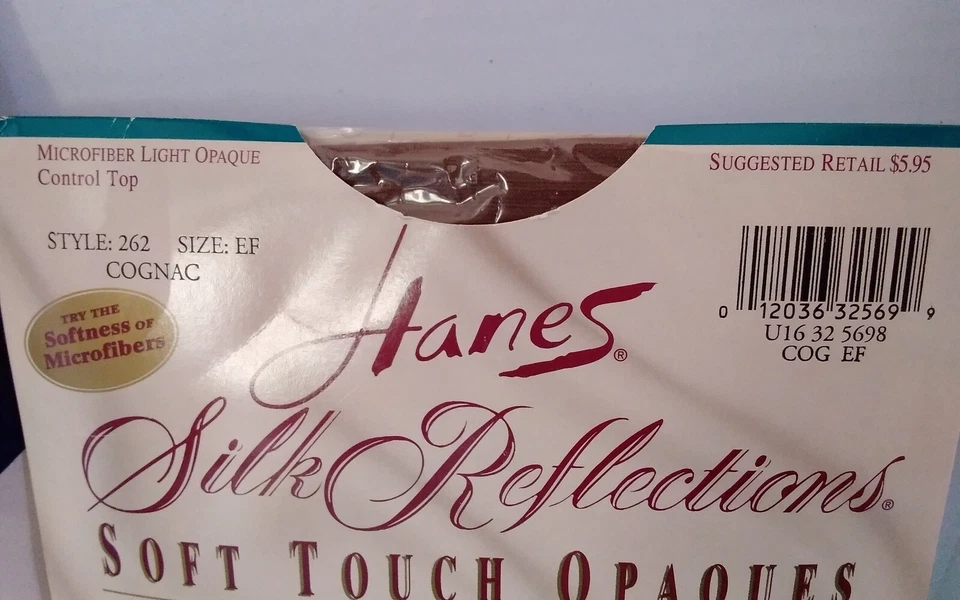 MICROFIBER LIGHT OPAQUE
Control Top
SUGGESTED RETAIL $5.95
STYLE: 262 SIZE: EF
COGNAC
TRY THE
Softness OF
Microfibers
0 12036 32569 9
U16 32 5698
COG EF
Hanes®
Silk Reflections®
SOFT TOUCH OPAQUES